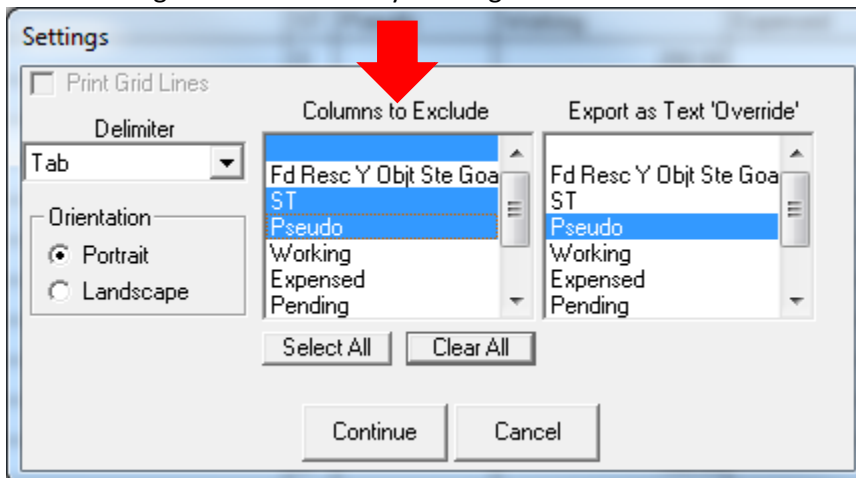 Settings
Print Grid Lines
Delimiter
Tab
Orientation
Portrait
Landscape
Columns to Exclude
Fd Resc Y Objt Ste Goa
ST
Pseudo
Working
Expensed
Pending
Select All
Clear All
Export as Text 'Override'
Fd Resc Y Objt Ste Goa
ST
Pseudo
Working
Expensed
Pending
Continue
Cancel